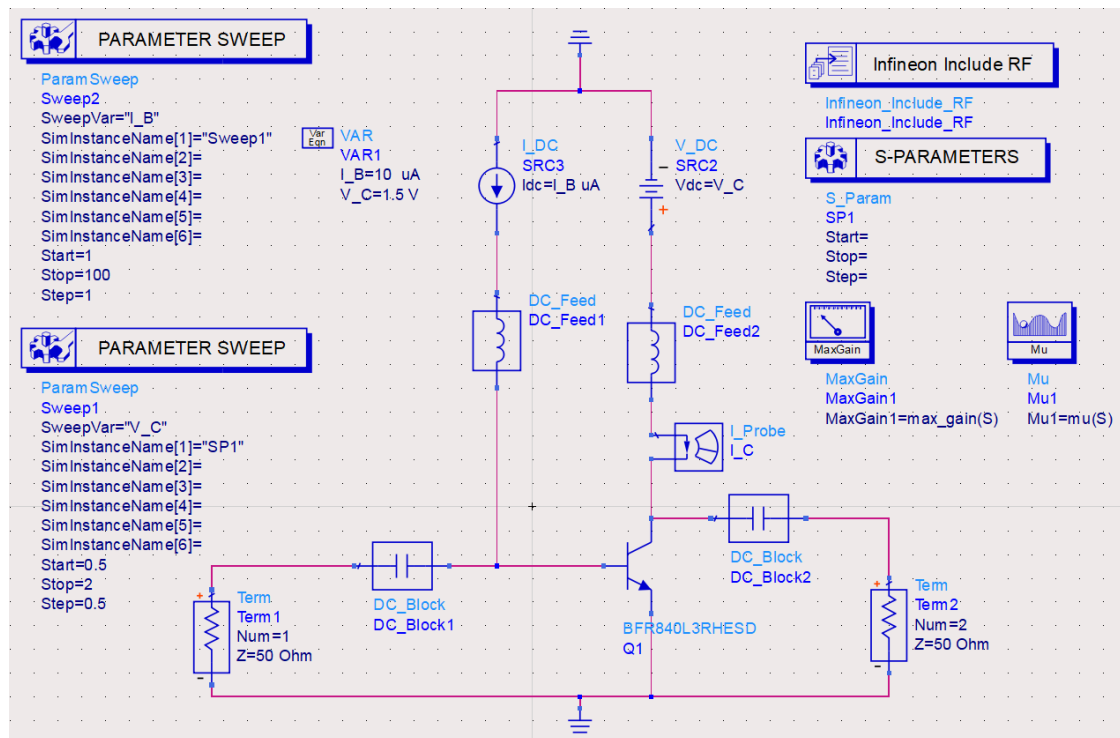 PARAMETER SWEEP
ParamSweep
Sweep2
SweepVar="I_B"
SimInstanceName[1]="Sweep1"
SimInstanceName[2]=
SimInstanceName[3]=
SimInstanceName[4]=
SimInstanceName[5]=
SimInstanceName[6]=
Start=1
Stop=100
Step=1
PARAMETER SWEEP
ParamSweep
Sweep1
SweepVar="V_C"
SimInstanceName[1]="SP1"
SimInstanceName[2]=
SimInstanceName[3]=
SimInstanceName[4]=
SimInstanceName[5]=
SimInstanceName[6]=
Start=0.5
Stop=2
Step=0.5
Var
Eqn
VAR
VAR1
I_B=10 uA
V_C=1.5 V
I_DC
SRC3
Idc=I_B uA
V_DC
SRC2
Vdc=V_C
-
+
DC_Feed
DC_Feed1
DC_Feed
DC_Feed2
I_Probe
I_C
DC_Block
DC_Block1
DC_Block
DC_Block2
BFR840L3RHESD
Q1
+
-
Term
Term1
Num=1
Z=50 Ohm
+
-
Term
Term2
Num=2
Z=50 Ohm
Infineon Include RF
Infineon_Include_RF
Infineon_Include_RF
S-PARAMETERS
S_Param
SP1
Start=
Stop=
Step=
MaxGain
MaxGain
MaxGain1
MaxGain1=max_gain(S)
Mu
Mu
Mu1
Mu1=mu(S)